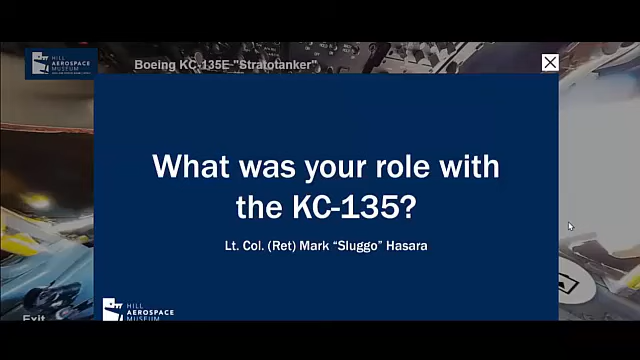 HILL
AEROSPACE
MUSEUM
Boeing KC-135E "Stratotanker"
What was your role with
the KC-135?
Lt. Col. (Ret) Mark “Sluggo” Hasara
HILL
AEROSPACE
MUSEUM
Exit